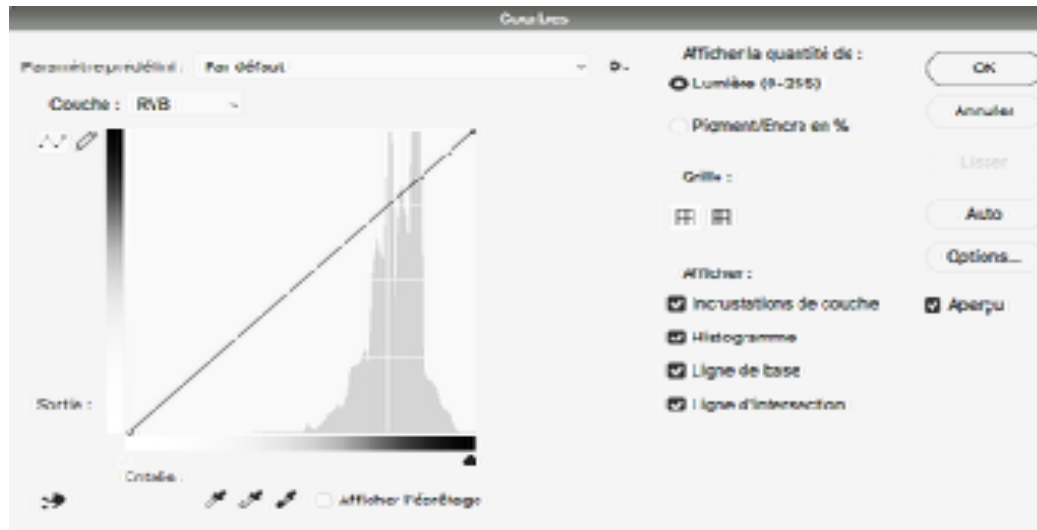 Courbes
Paramètre prédéfini : Par défaut
Couche : RVB
Sortie :
Entrée :
Afficher l'écrêtage
Afficher la quantité de :
Lumière (0-255)
Pigment/Encre en %
Grille :
Afficher :
Incrustations de couche
Histogramme
Ligne de base
Ligne d'intersection
OK
Annuler
Lisser
Auto
Options...
Aperçu